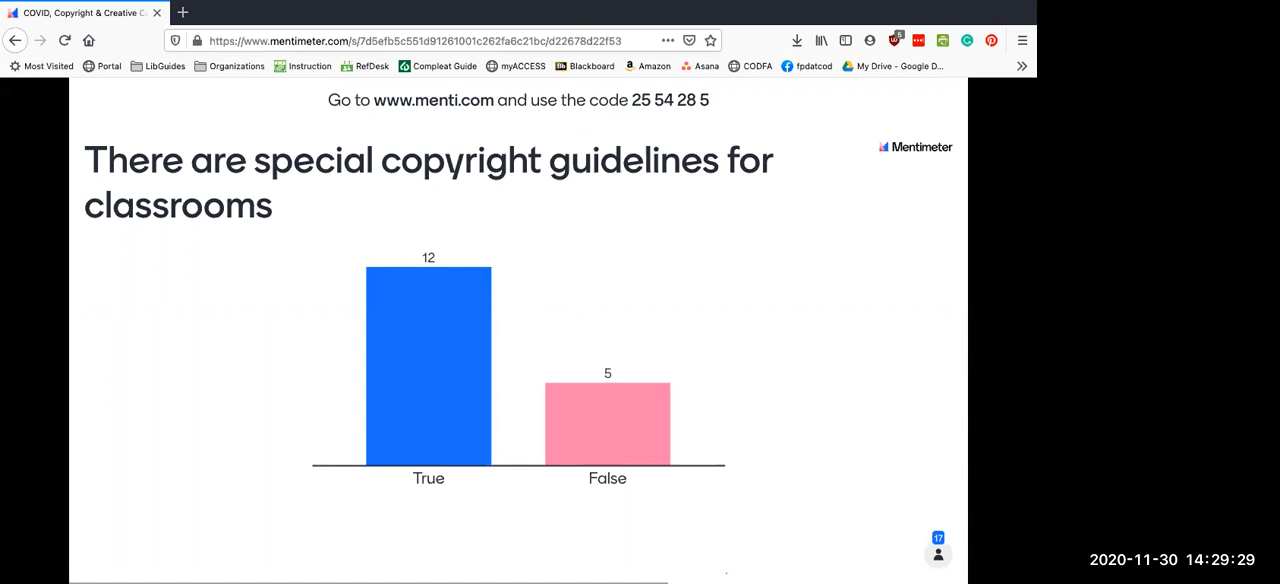 COVID, Copyright & Creative C
https://www.mentimeter.com/s/7d5efb5c551d91261001c262fa6c21bc/d22678d22f53
5
Most Visited Portal LibGuides Organizations Instruction RefDesk Compleat Guide myACCESS Blackboard Amazon Asana CODFA fpdatcod My Drive - Google D...
Go to www.menti.com and use the code 25 54 28 5
There are special copyright guidelines for
classrooms
Mentimeter
12
5
True False
17
2020-11-30 14:29:29